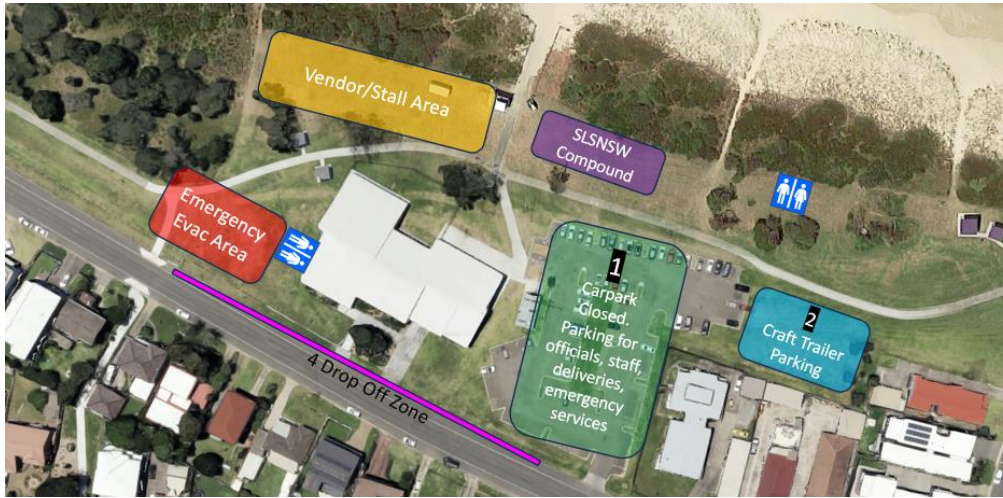 Vendor/Stall Area
SLSNSW
Compound
Emergency
Evac Area
1
Carpark
Closed.
Parking for
officials, staff,
deliveries,
emergency
services
2
Craft Trailer
Parking
4 Drop Off Zone